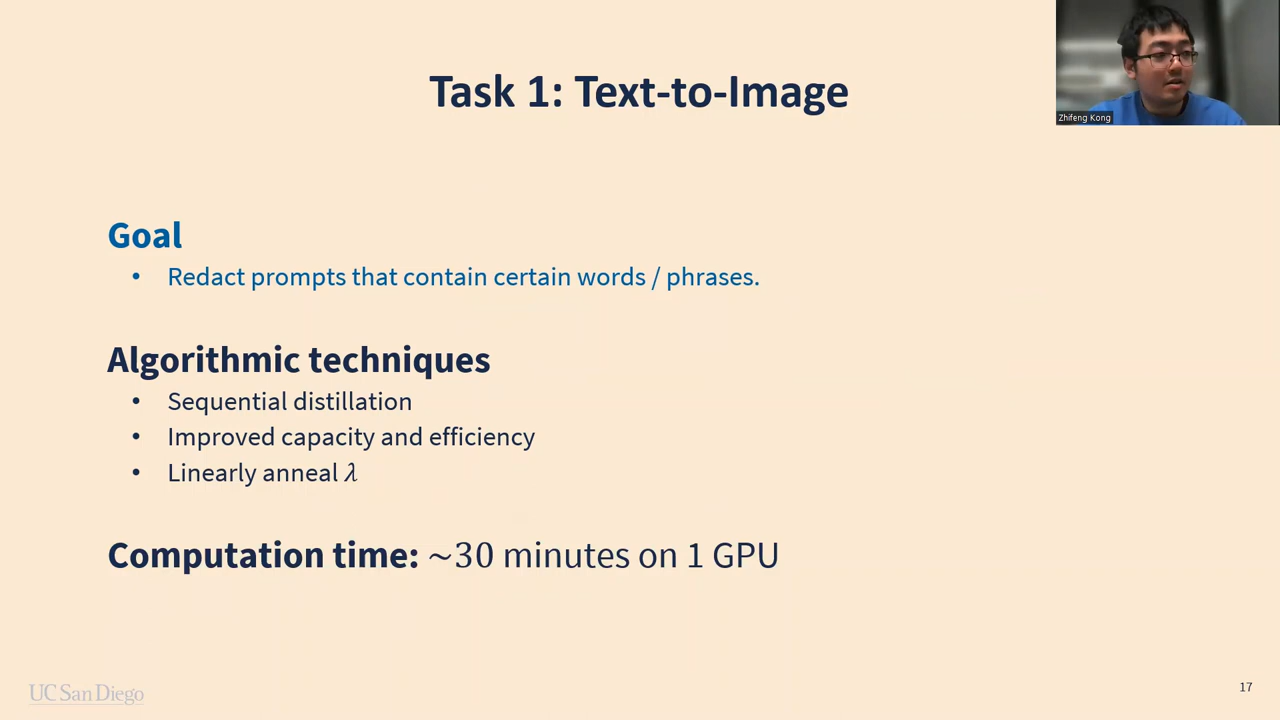 Task 1: Text-to-Image
Zhifeng Kong
Goal
• Redact prompts that contain certain words / phrases.
Algorithmic techniques
• Sequential distillation
• Improved capacity and efficiency
• Linearly anneal λ
Computation time: ~30 minutes on 1 GPU
UC San Diego
17